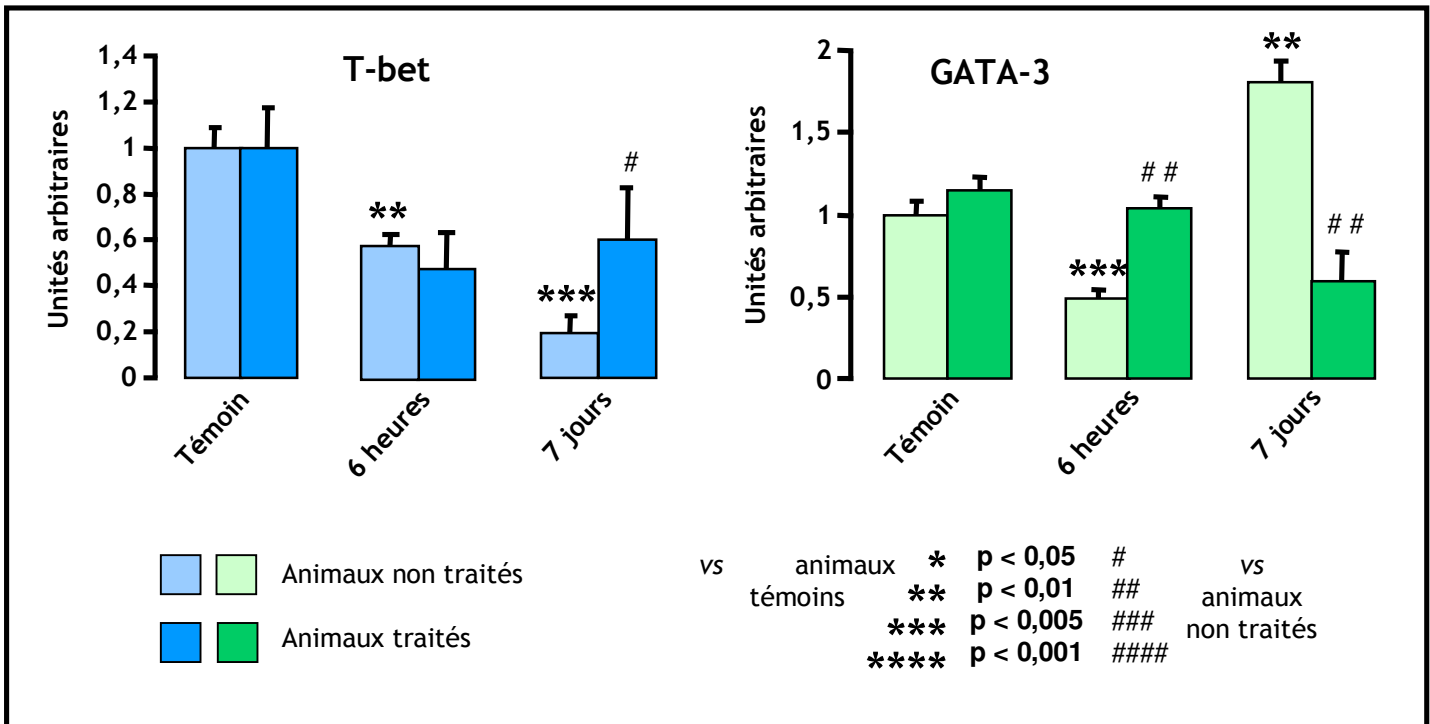 T-bet
Unités arbitraires
1,4
1,2
1
0,8
0,6
0,4
0,2
0
**
***
#
Témoin
6 heures
7 jours
GATA-3
Unités arbitraires
2
1,5
1
0,5
0
***
# #
**
# #
Témoin
6 heures
7 jours
Animaux non traités
Animaux traités
vs animaux témoins
* p < 0,05 #
** p < 0,01 ##
*** p < 0,005 ###
**** p < 0,001 ####
vs
animaux
non traités